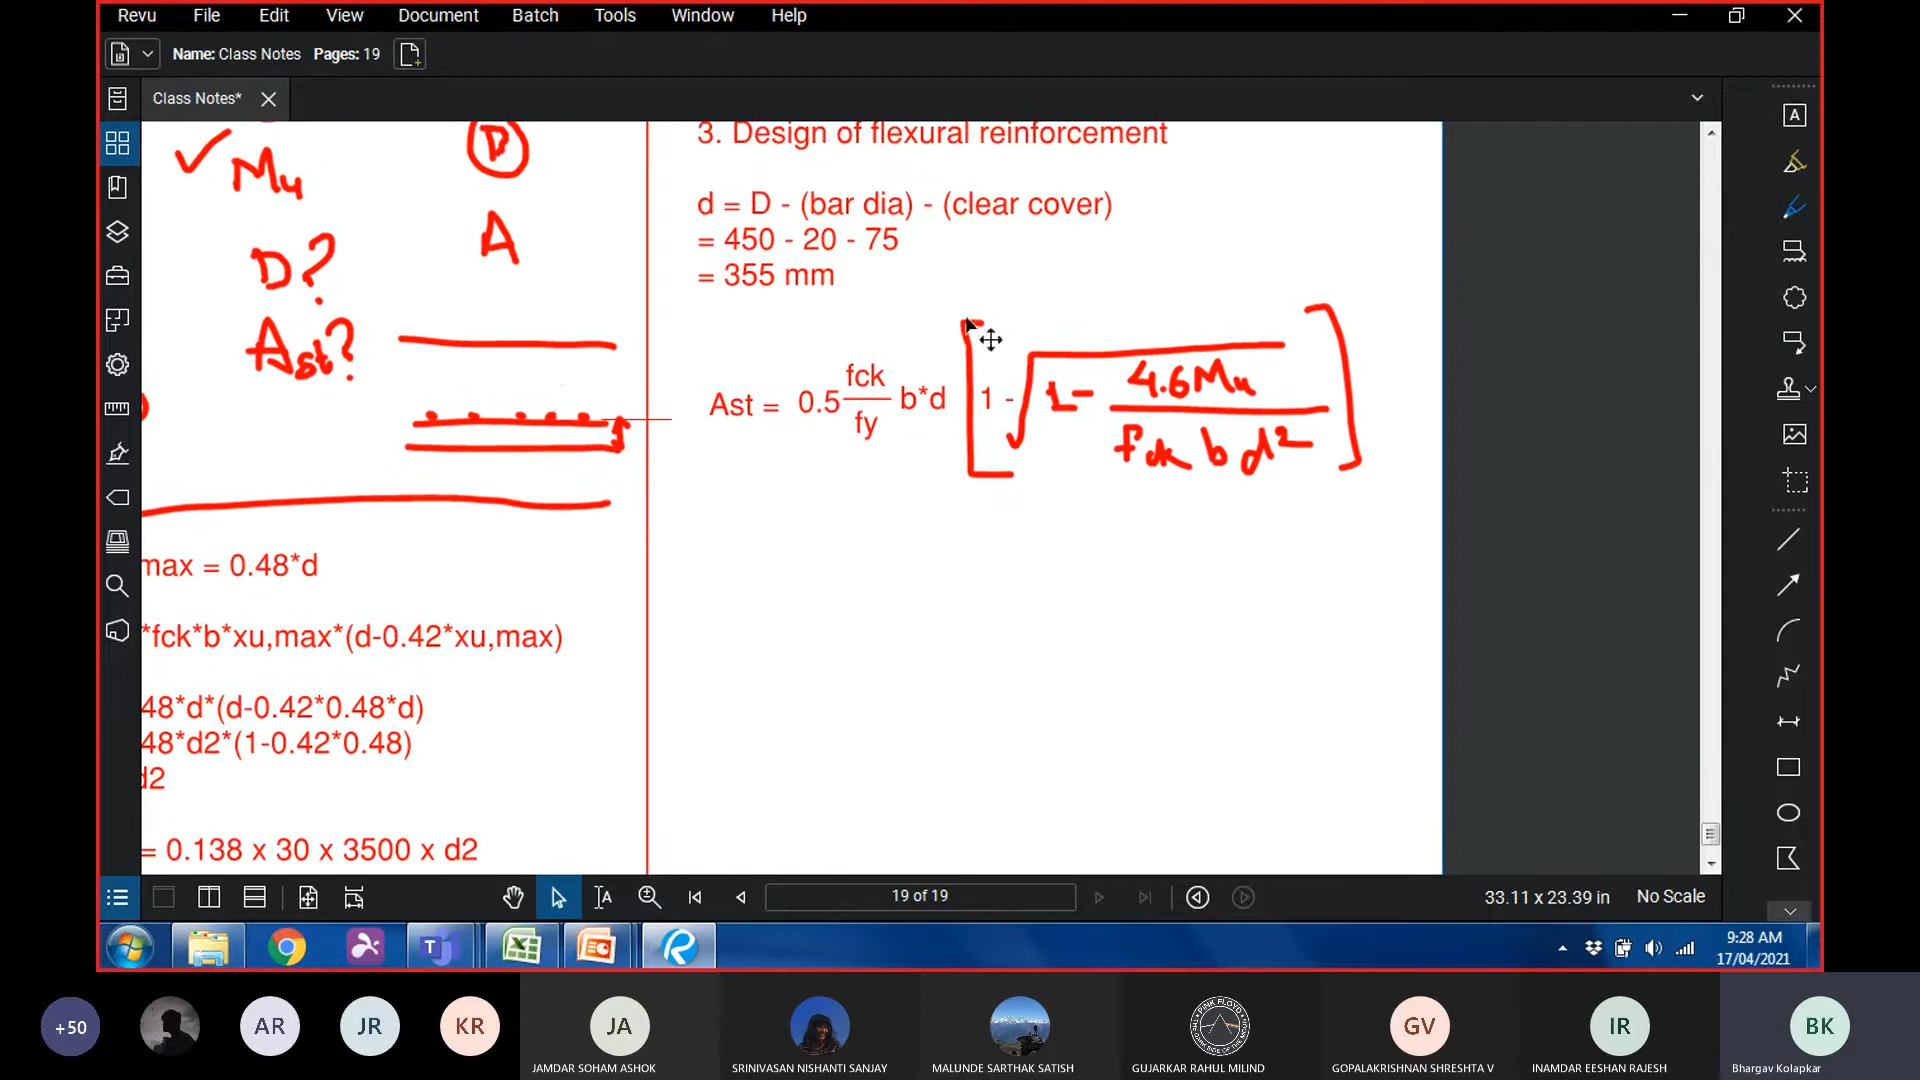 Revu File Edit View Document Batch Tools Window Help
Name: Class Notes Pages: 19
Class Notes*
Mu
D
D?
A
Ast?
max = 0.48*d
*fck*b*xu,max*(d-0.42*xu,max)
48*d*(d-0.42*0.48*d)
48*d2*(1-0.42*0.48)
d2
= 0.138 x 30 x 3500 x d2
3. Design of flexural reinforcement
d = D - (bar dia) - (clear cover)
= 450 - 20 - 75
= 355 mm
Ast = 0.5 fck/fy b*d [1 - √1 - 4.6Mu/fck b d²]
19 of 19
33.11 x 23.39 in No Scale
9:28 AM
17/04/2021
+50 AR JR KR JA GV IR BK
PINK FLOYD
JAMDAR SOHAM ASHOK SRINIVASAN NISHANTI SANJAY MALUNDE SARTHAK SATISH GUJARKAR RAHUL MILIND GOPALAKRISHNAN SHRESHTA V INAMDAR EESHAN RAJESH Bhargav Kolapkar